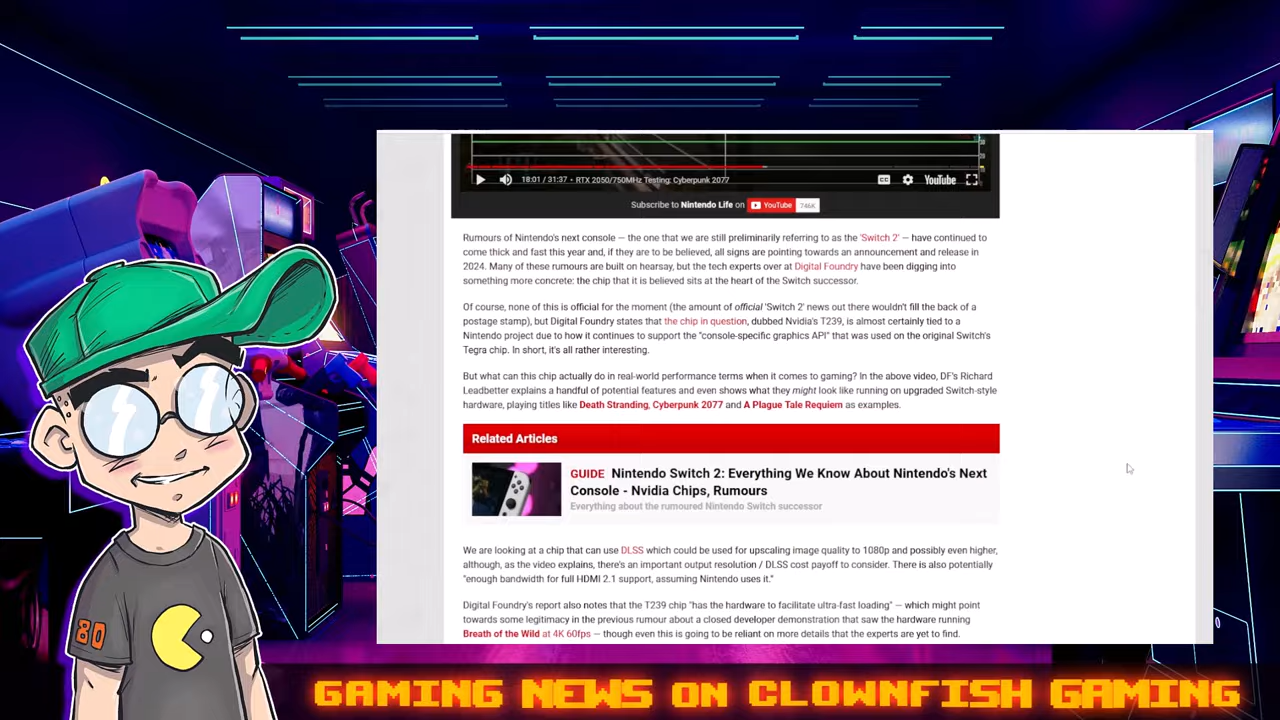 18:01 / 31:37 • RTX 2050/750MHz Testing: Cyberpunk 2077
CC
YouTube
Subscribe to Nintendo Life on YouTube 746K
Rumours of Nintendo's next console — the one that we are still preliminarily referring to as the 'Switch 2' — have continued to
come thick and fast this year and, if they are to be believed, all signs are pointing towards an announcement and release in
2024. Many of these rumours are built on hearsay, but the tech experts over at Digital Foundry have been digging into
something more concrete: the chip that it is believed sits at the heart of the Switch successor.
Of course, none of this is official for the moment (the amount of official 'Switch 2' news out there wouldn't fill the back of a
postage stamp), but Digital Foundry states that the chip in question, dubbed Nvidia's T239, is almost certainly tied to a
Nintendo project due to how it continues to support the "console-specific graphics API" that was used on the original Switch's
Tegra chip. In short, it's all rather interesting.
But what can this chip actually do in real-world performance terms when it comes to gaming? In the above video, DF's Richard
Leadbetter explains a handful of potential features and even shows what they might look like running on upgraded Switch-style
hardware, playing titles like Death Stranding, Cyberpunk 2077 and A Plague Tale Requiem as examples.
Related Articles
GUIDE Nintendo Switch 2: Everything We Know About Nintendo's Next
Console - Nvidia Chips, Rumours
Everything about the rumoured Nintendo Switch successor
We are looking at a chip that can use DLSS which could be used for upscaling image quality to 1080p and possibly even higher,
although, as the video explains, there's an important output resolution / DLSS cost payoff to consider. There is also potentially
"enough bandwidth for full HDMI 2.1 support, assuming Nintendo uses it."
Digital Foundry's report also notes that the T239 chip "has the hardware to facilitate ultra-fast loading" — which might point
towards some legitimacy in the previous rumour about a closed developer demonstration that saw the hardware running
Breath of the Wild at 4K 60fps — though even this is going to be reliant on more details that the experts are yet to find.
80
GAMING NEWS ON CLOWNFISH GAMING